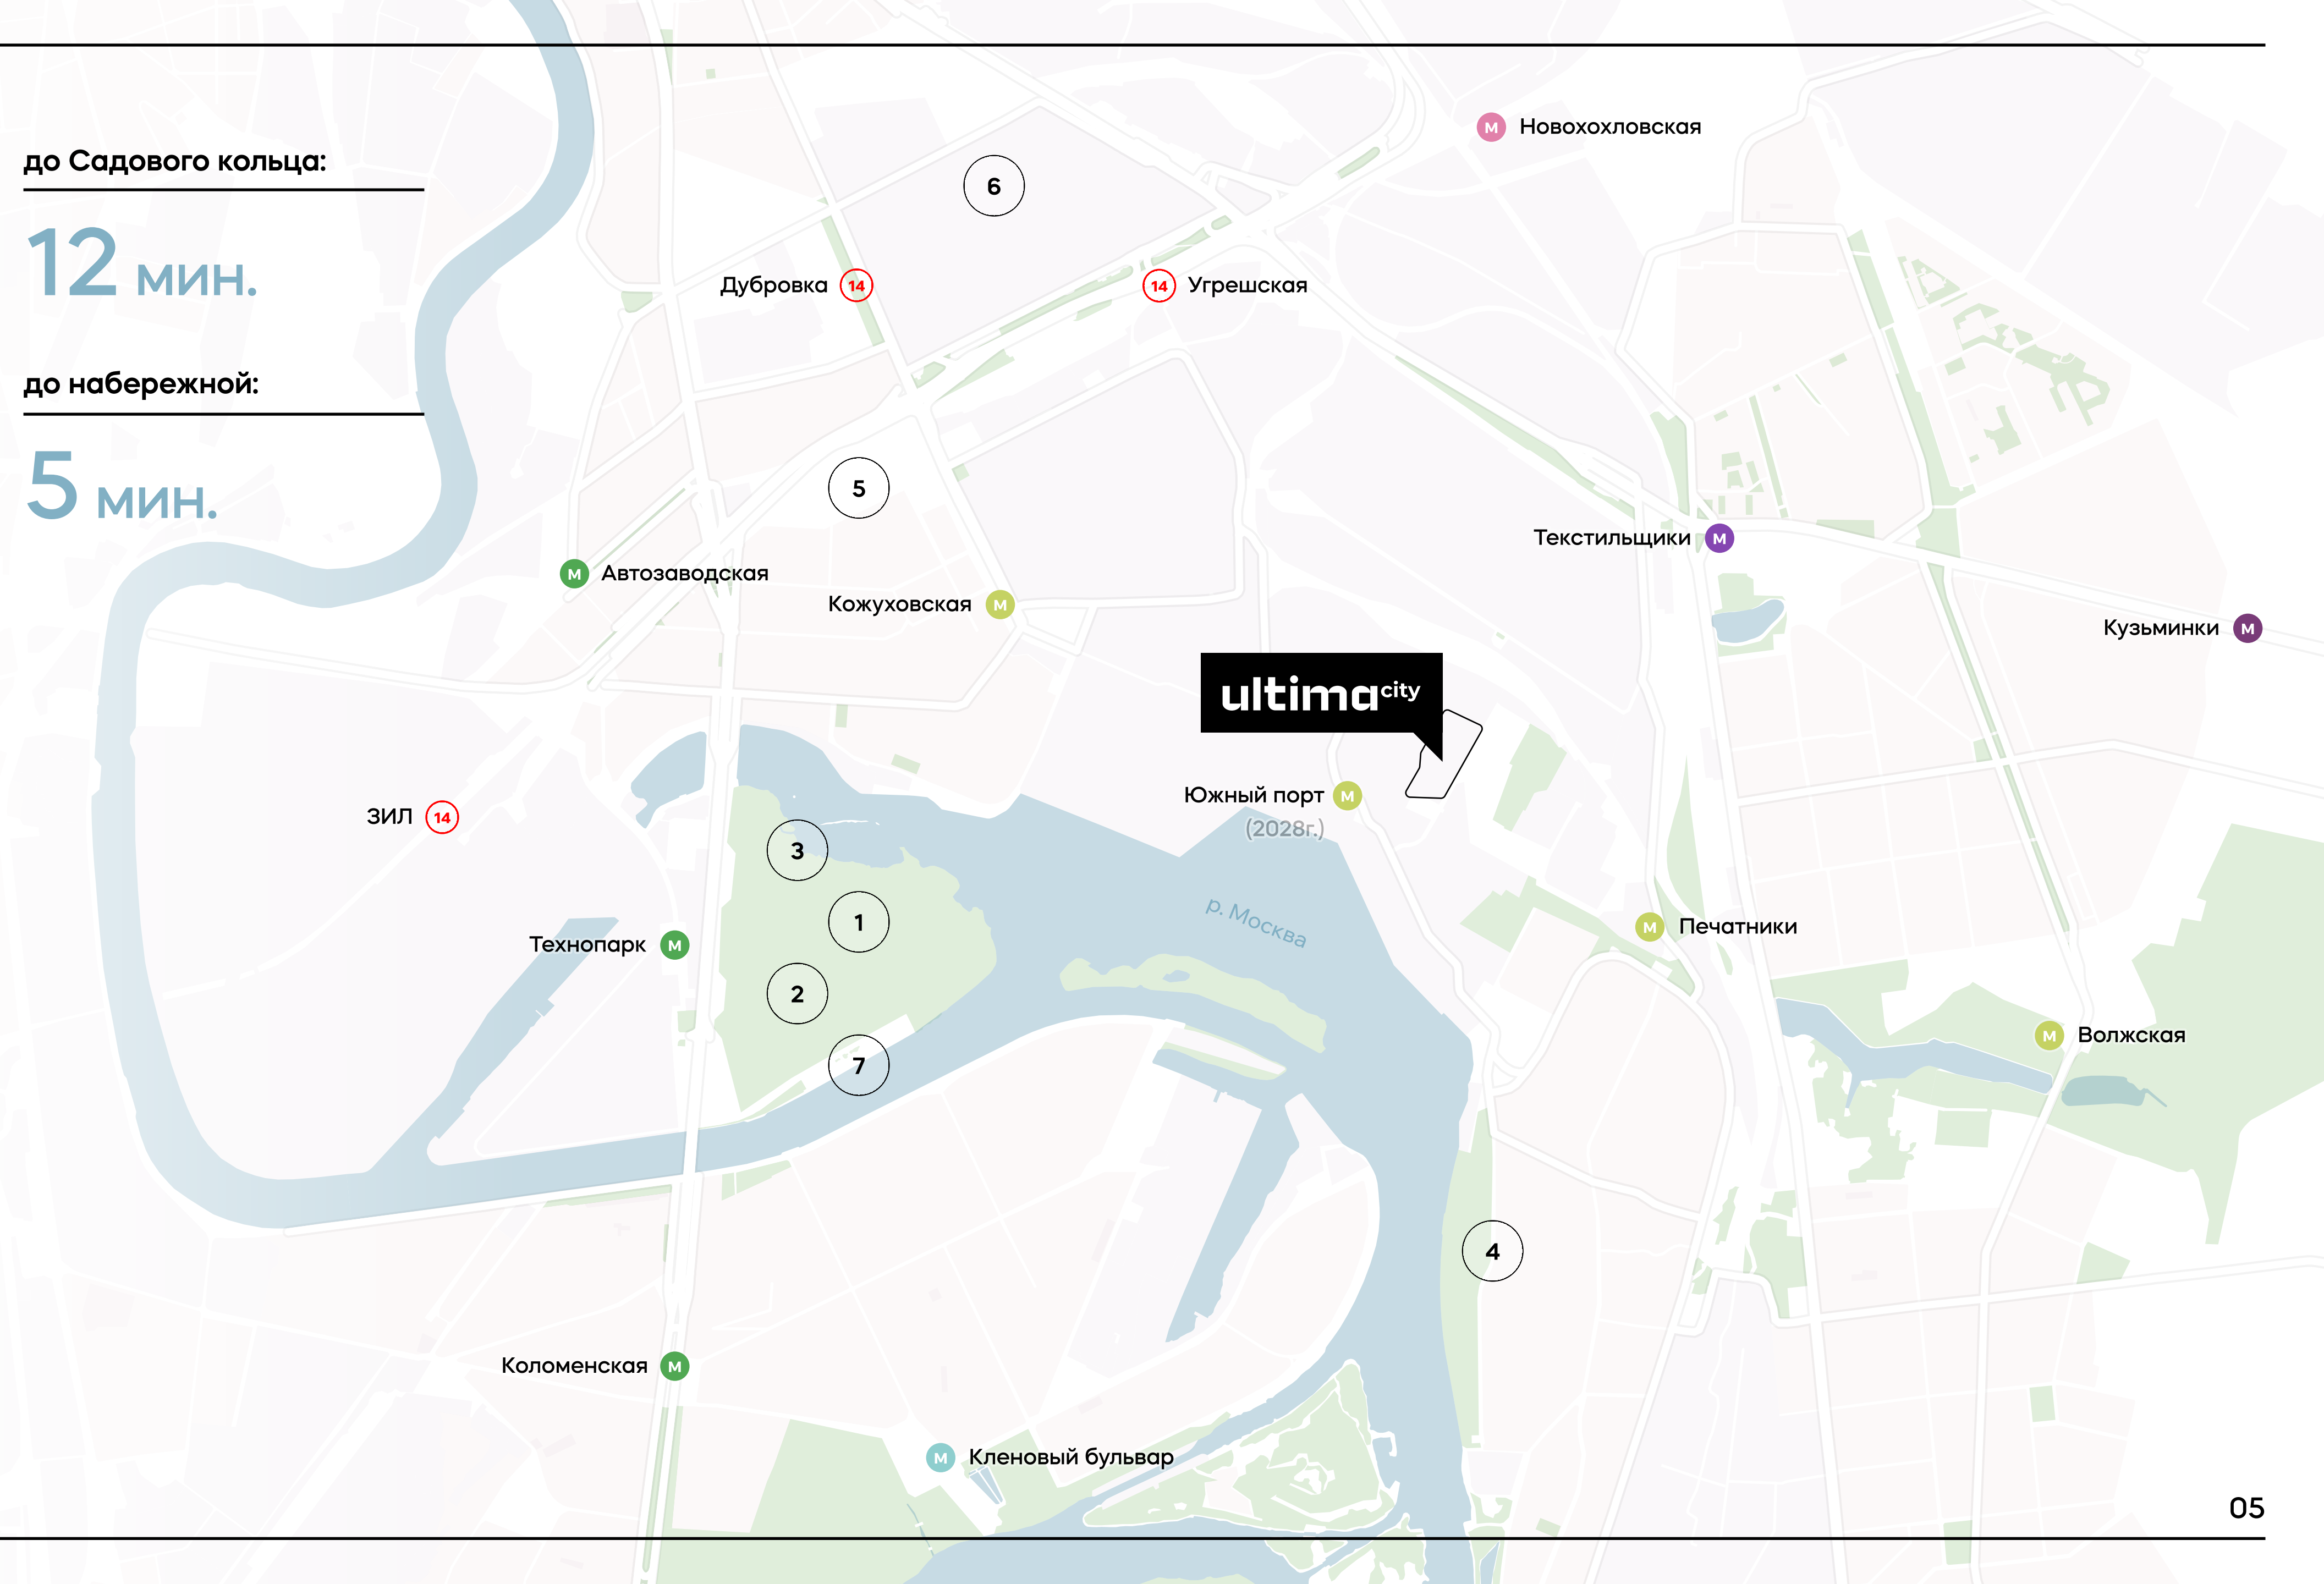 до Садового кольца:
12 мин.
до набережной:
5 мин.
М Новохохловская
6
Дубровка 14
14 Угрешская
5
Текстильщики М
М Автозаводская
Кожуховская М
Кузьминки М
ultima city
Южный порт М
(2028г.)
ЗИЛ 14
3
1
р. Москва
М Печатники
Технопарк М
2
М Волжская
7
4
Коломенская М
М Кленовый бульвар
05